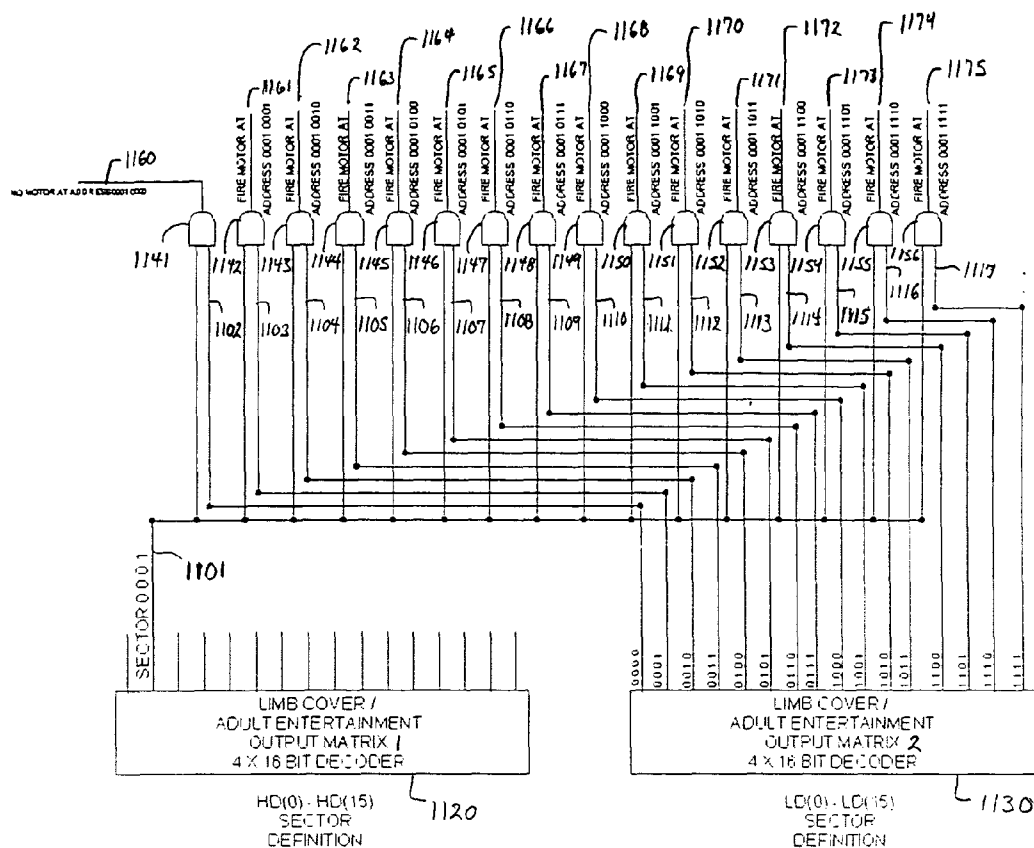 1162
1164
1166
1168
1170
1172
1174
1161
1163
1165
1167
1169
1171
1173
1175
FIRE MOTOR AT
ADDRESS 0001 0001
FIRE MOTOR AT
ADDRESS 0001 0010
FIRE MOTOR AT
ADDRESS 0001 0011
FIRE MOTOR AT
ADDRESS 0001 0100
FIRE MOTOR AT
ADDRESS 0001 0101
FIRE MOTOR AT
ADDRESS 0001 0110
FIRE MOTOR AT
ADDRESS 0001 0111
FIRE MOTOR AT
ADDRESS 0001 1000
FIRE MOTOR AT
ADDRESS 0001 1001
FIRE MOTOR AT
ADDRESS 0001 1010
FIRE MOTOR AT
ADDRESS 0001 1011
FIRE MOTOR AT
ADDRESS 0001 1100
FIRE MOTOR AT
ADDRESS 0001 1101
FIRE MOTOR AT
ADDRESS 0001 1110
FIRE MOTOR AT
ADDRESS 0001 1111
1160
NO MOTOR AT ADDRESS 0001 0000
1141
1142
1143
1144
1145
1146
1147
1148
1149
1150
1151
1152
1153
1154
1155
1156
1102
1103
1104
1105
1106
1107
1108
1109
1110
1111
1112
1113
1114
1115
1116
1117
1101
SECTOR 0 0 0 1
0000
0001
0010
0011
0100
0101
0110
0111
1000
1001
1010
1011
1100
1101
1110
1111
LIMB COVER /
ADULT ENTERTAINMENT
OUTPUT MATRIX 1
4 X 16 BIT DECODER
1120
HD(0) - HD(15)
SECTOR
DEFINITION
LIMB COVER /
ADULT ENTERTAINMENT
OUTPUT MATRIX 2
4 X 16 BIT DECODER
1130
LD(0) - LD(15)
SECTOR
DEFINITION